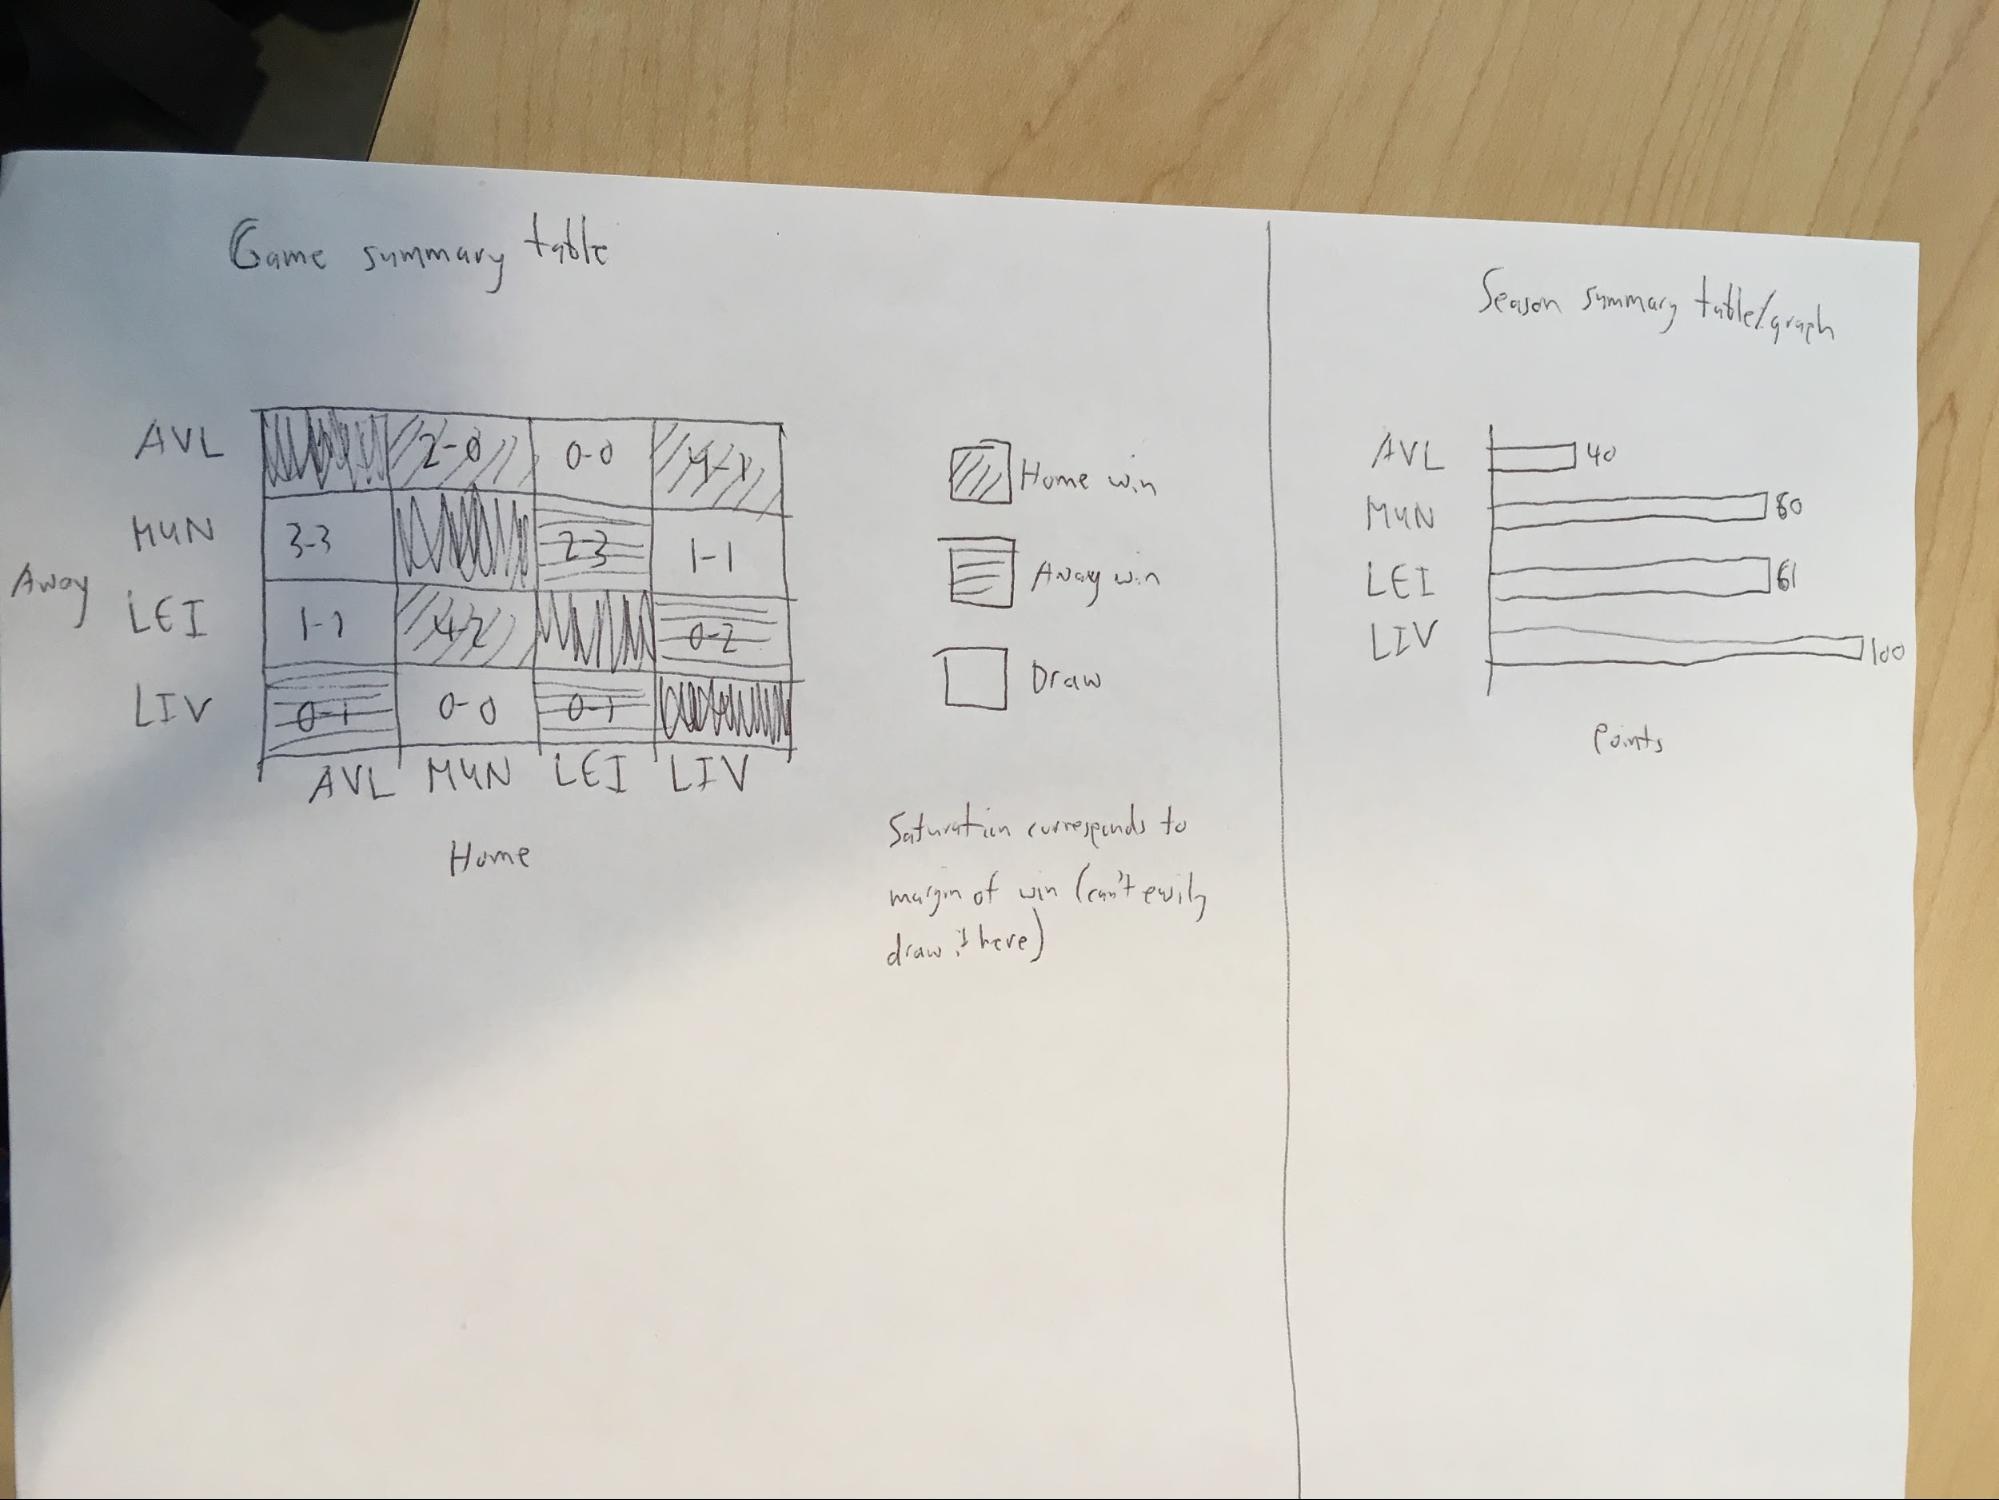 Game summary table
AVL 2-0 0-0 4-1
MUN 3-3 2-3 1-1
Away
LEI 1-1 4-2 0-2
LIV 0-1 0-0 0-1
AVL MUN LEI LIV
Home
Home win
Away win
Draw
Saturation corresponds to
margin of win (can't easily
draw it here)
Season summary table/graph
AVL 40
MUN
LEI
LIV 100
Points